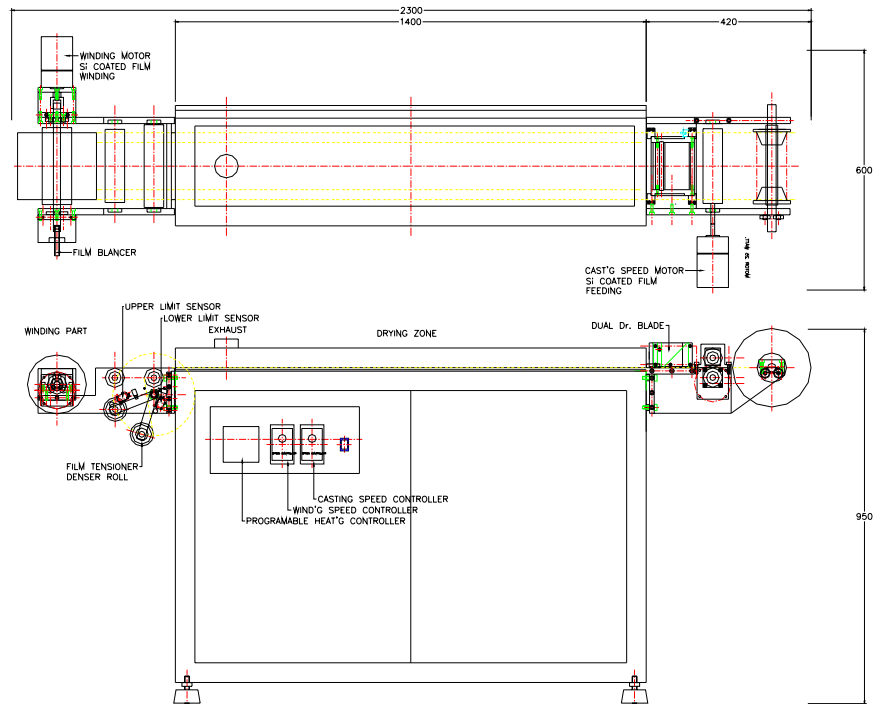 2300
1400
420
WINDING MOTOR
Si COATED FILM
WINDING
600
FILM BLANCER
CAST'G SPEED MOTOR
Si COATED FILM
FEEDING
UPPER LIMIT SENSOR
LOWER LIMIT SENSOR
WINDING PART
EXHAUST
DRYING ZONE
DUAL Dr. BLADE
FILM TENSIONER
DENSER ROLL
CASTING SPEED CONTROLLER
WIND'G SPEED CONTROLLER
PROGRAMABLE HEAT'G CONTROLLER
950